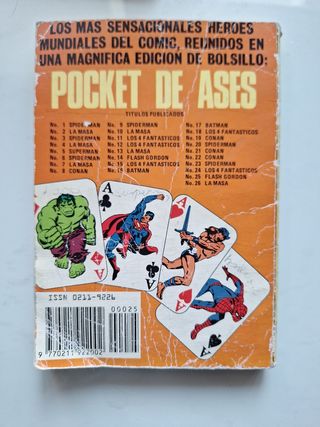 LOS MAS SENSACIONALES HEROES
MUNDIALES DEL COMIC, REUNIDOS EN
UNA MAGNIFICA EDICION DE BOLSILLO:
POCKET DE ASES
TITULOS PUBLICADOS
No. 1 SPIDERMAN
No. 2 LA MASA
No. 3 SPIDERMAN
No. 4 LA MASA
No. 5 SUPERMAN
No. 6 SPIDERMAN
No. 7 LA MASA
No. 8 CONAN
No. 9 SPIDERMAN
No. 10 LA MASA
No. 11 LOS 4 FANTASTICOS
No. 12 LOS 4 FANTASTICOS
No. 13 LA MASA
No. 14 FLASH GORDON
No. 15 LOS 4 FANTASTICOS
No. 16 BATMAN
No. 17 BATMAN
No. 18 LOS 4 FANTASTICOS
No. 19 CONAN
No. 20 SPIDERMAN
No. 21 CONAN
No. 22 CONAN
No. 23 SPIDERMAN
No. 24 LOS 4 FANTASTICOS
No. 25 FLASH GORDON
No. 26 LA MASA
A
A
A
A
ISSN 0211-9226
00025
9 770211 922002